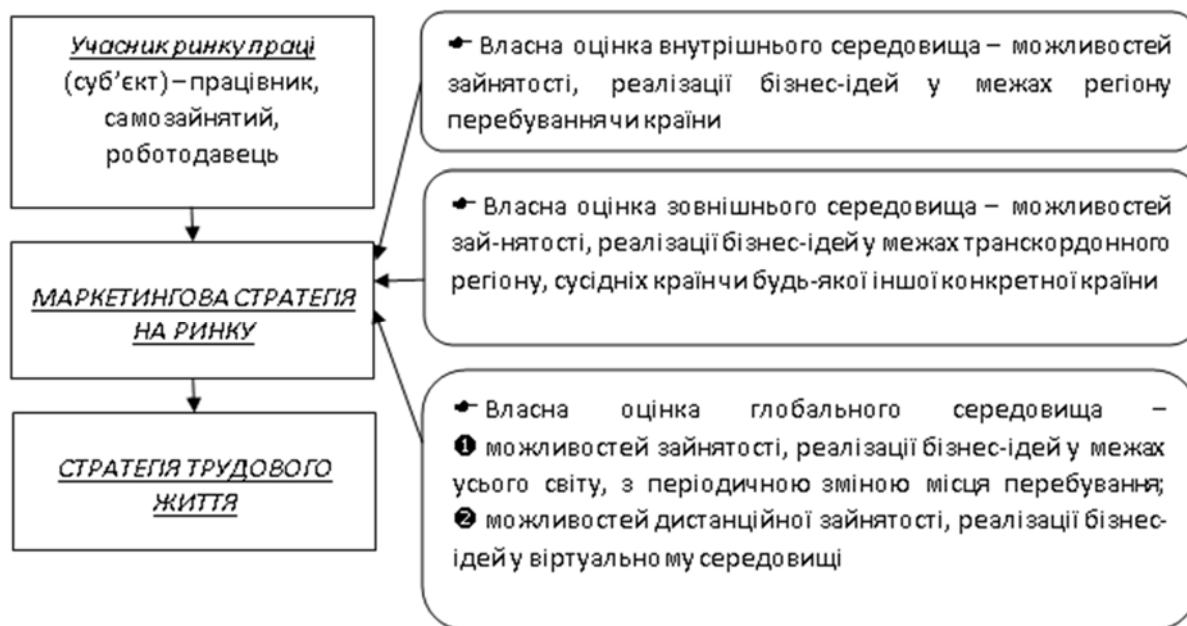 Учасник ринку праці
(суб’єкт) – працівник,
самозайнятий,
роботодавець
МАРКЕТИНГОВА СТРАТЕГІЯ
НА РИНКУ
СТРАТЕГІЯ ТРУДОВОГО
ЖИТТЯ
☛ Власна оцінка внутрішнього середовища – можливостей
зайнятості, реалізації бізнес-ідей у межах регіону
перебування чи країни
☛ Власна оцінка зовнішнього середовища – можливостей
зай-нятості, реалізації бізнес-ідей у межах транскордонного
регіону, сусідніх країн чи будь-якої іншої конкретної країни
☛ Власна оцінка глобального середовища –
❶ можливостей зайнятості, реалізації бізнес-ідей у межах
усього світу, з періодичною зміною місця перебування;
❷ можливостей дистанційної зайнятості, реалізації бізнес-
ідей у віртуальному середовищі